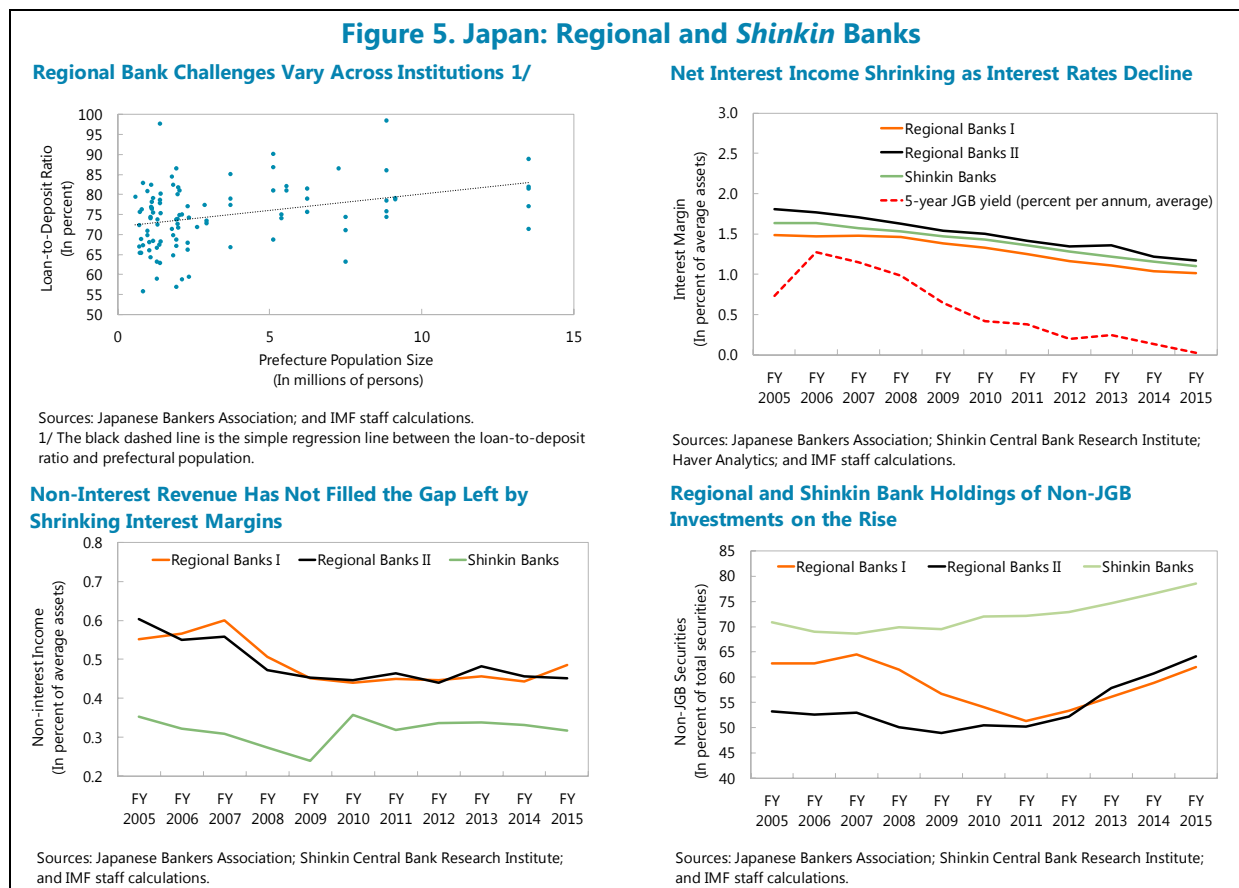 Figure 5. Japan: Regional and Shinkin Banks
Regional Bank Challenges Vary Across Institutions 1/
Loan-to-Deposit Ratio
(In percent)
100
95
90
85
80
75
70
65
60
55
50
0 5 10 15
Prefecture Population Size
(In millions of persons)
Sources: Japanese Bankers Association; and IMF staff calculations.
1/ The black dashed line is the simple regression line between the loan-to-deposit
ratio and prefectural population.
Net Interest Income Shrinking as Interest Rates Decline
Interest Margin
(In percent of average assets)
3.0
2.5
2.0
1.5
1.0
0.5
0.0
Regional Banks I
Regional Banks II
Shinkin Banks
5-year JGB yield (percent per annum, average)
FY FY FY FY FY FY FY FY FY FY FY
2005 2006 2007 2008 2009 2010 2011 2012 2013 2014 2015
Sources: Japanese Bankers Association; Shinkin Central Bank Research Institute;
Haver Analytics; and IMF staff calculations.
Non-Interest Revenue Has Not Filled the Gap Left by
Shrinking Interest Margins
Non-interest Income
(In percent of average assets)
0.8
0.7
0.6
0.5
0.4
0.3
0.2
Regional Banks I Regional Banks II Shinkin Banks
FY FY FY FY FY FY FY FY FY FY FY
2005 2006 2007 2008 2009 2010 2011 2012 2013 2014 2015
Sources: Japanese Bankers Association; Shinkin Central Bank Research Institute;
and IMF staff calculations.
Regional and Shinkin Bank Holdings of Non-JGB
Investments on the Rise
Non-JGB Securities
(In percent of total securities)
85
80
75
70
65
60
55
50
45
40
Regional Banks I Regional Banks II Shinkin Banks
FY FY FY FY FY FY FY FY FY FY FY
2005 2006 2007 2008 2009 2010 2011 2012 2013 2014 2015
Sources: Japanese Bankers Association; Shinkin Central Bank Research Institute;
and IMF staff calculations.